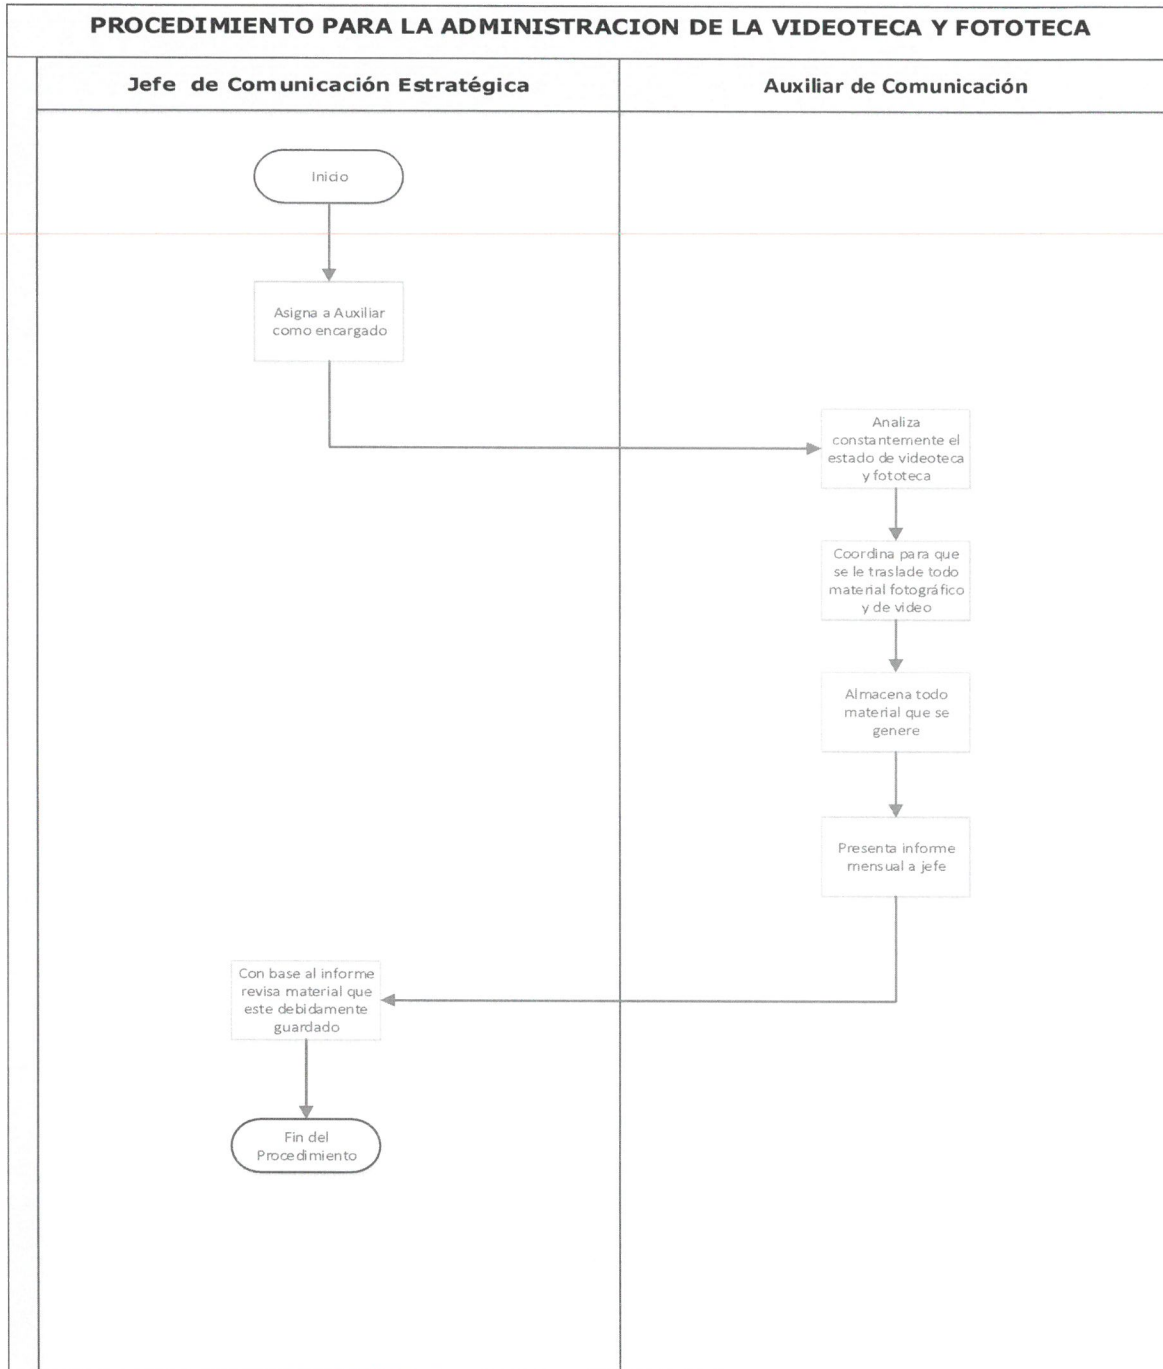 PROCEDIMIENTO PARA LA ADMINISTRACION DE LA VIDEOTECA Y FOTOTECA
Jefe de Comunicación Estratégica
Auxiliar de Comunicación
Inicio
Asigna a Auxiliar
como encargado
Analiza
constantemente el
estado de videoteca
y fototeca
Coordina para que
se le traslade todo
material fotográfico
y de video
Almacena todo
material que se
genere
Presenta informe
mensual a jefe
Con base al informe
revisa material que
este debidamente
guardado
Fin del
Procedimiento